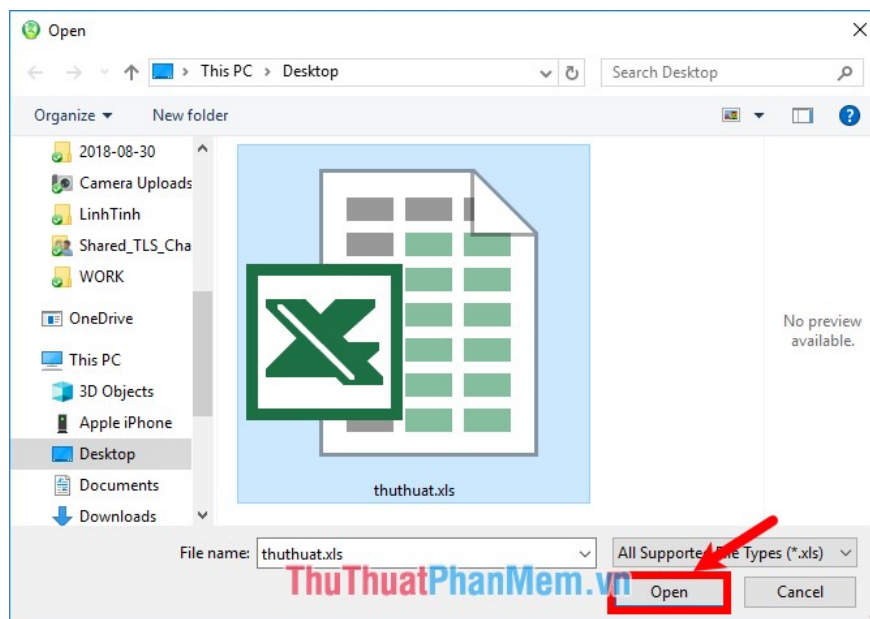 Open
This PC > Desktop
Search Desktop
Organize
New folder
2018-08-30
Camera Uploads
LinhTinh
Shared_TLS_Cha
WORK
OneDrive
This PC
3D Objects
Apple iPhone
Desktop
Documents
Downloads
thuthuat.xls
No preview
available.
File name: thuthuat.xls
All Supported File Types (*.xls)
ThuThuatPhanMem.vn
Open
Cancel